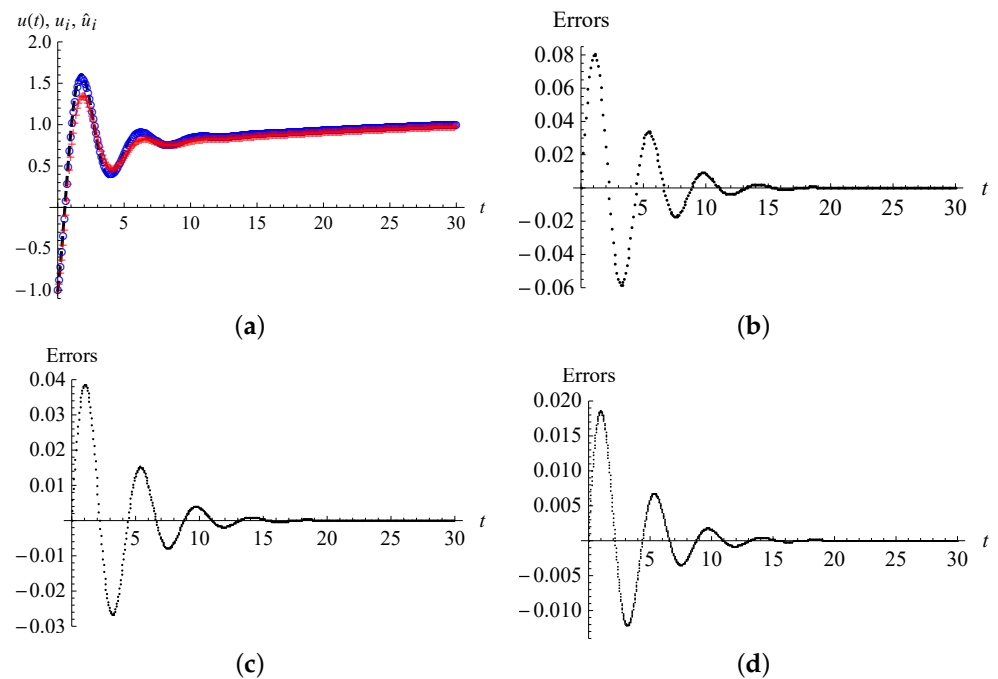 u(t), u_i, û_i
2.0
1.5
1.0
0.5
−0.5
−1.0
5 10 15 20 25 30 t
(a)
Errors
0.08
0.06
0.04
0.02
−0.02
−0.04
−0.06
5 10 15 20 25 30 t
(b)
Errors
0.04
0.03
0.02
0.01
−0.01
−0.02
−0.03
5 10 15 20 25 30 t
(c)
Errors
0.020
0.015
0.010
0.005
−0.005
−0.010
5 10 15 20 25 30 t
(d)